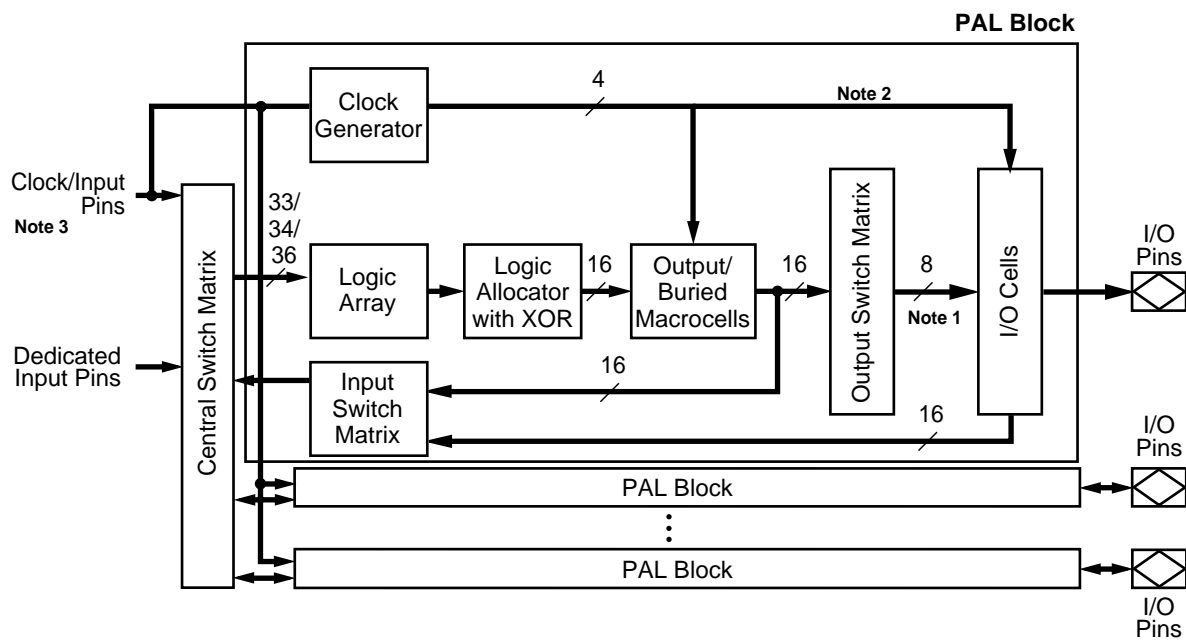 PAL Block
Clock
Generator
4
Note 2
Clock/Input
Pins
Note 3
Central Switch Matrix
33/
34/
36
Logic
Array
Logic
Allocator
with XOR
16
Output/
Buried
Macrocells
16
Output Switch Matrix
8
Note 1
I/O Cells
I/O
Pins
Dedicated
Input Pins
Input
Switch
Matrix
16
16
I/O
Pins
PAL Block
PAL Block
I/O
Pins